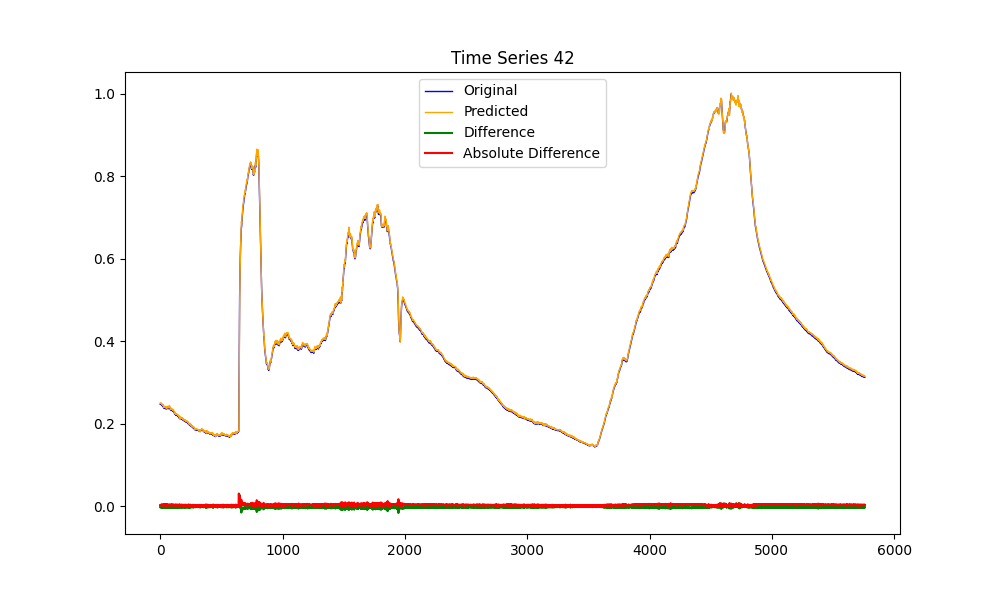 Time Series 42
Original
Predicted
Difference
Absolute Difference
1.0
0.8
0.6
0.4
0.2
0.0
0 1000 2000 3000 4000 5000 6000